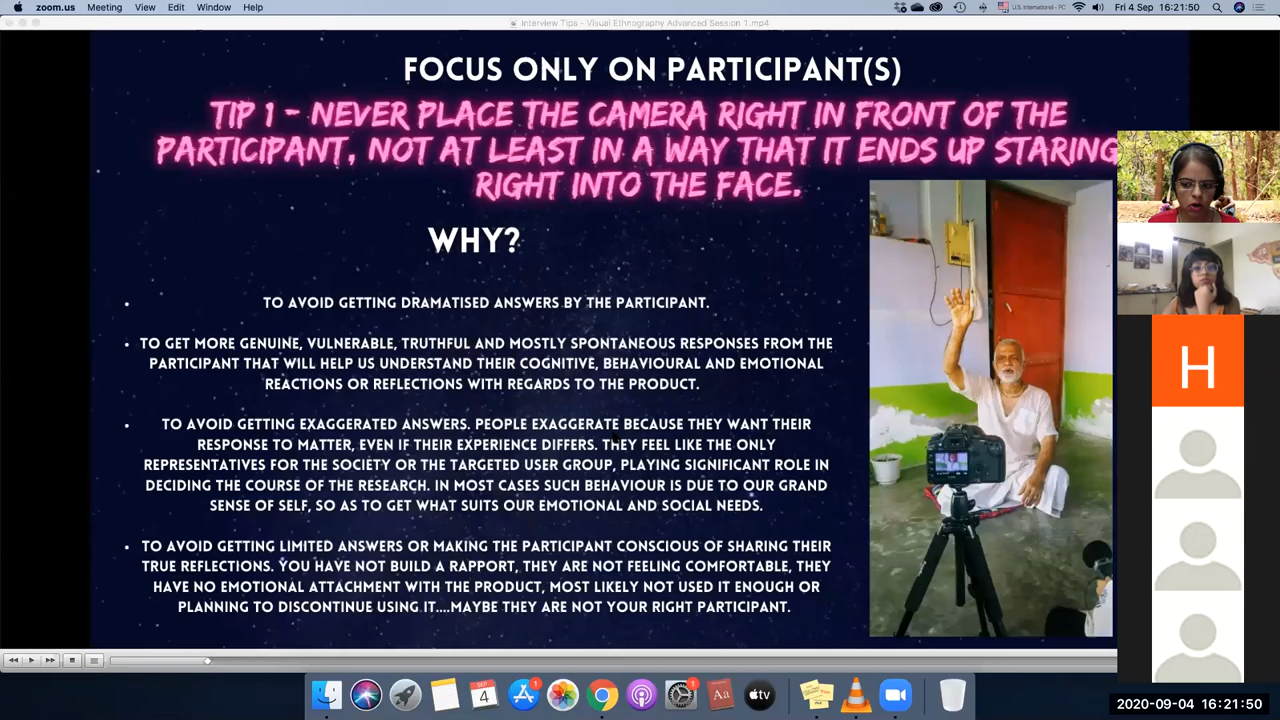 zoom.us Meeting View Edit Window Help
U.S. International - PC Fri 4 Sep 16:21:50
Interview Tips - Visual Ethnography Advanced Session 1.mp4
FOCUS ONLY ON PARTICIPANT(S)
TIP 1 - NEVER PLACE THE CAMERA RIGHT IN FRONT OF THE
PARTICIPANT, NOT AT LEAST IN A WAY THAT IT ENDS UP STARING
RIGHT INTO THE FACE.
WHY?
• TO AVOID GETTING DRAMATISED ANSWERS BY THE PARTICIPANT.
• TO GET MORE GENUINE, VULNERABLE, TRUTHFUL AND MOSTLY SPONTANEOUS RESPONSES FROM THE
PARTICIPANT THAT WILL HELP US UNDERSTAND THEIR COGNITIVE, BEHAVIOURAL AND EMOTIONAL
REACTIONS OR REFLECTIONS WITH REGARDS TO THE PRODUCT.
• TO AVOID GETTING EXAGGERATED ANSWERS. PEOPLE EXAGGERATE BECAUSE THEY WANT THEIR
RESPONSE TO MATTER, EVEN IF THEIR EXPERIENCE DIFFERS. THEY FEEL LIKE THE ONLY
REPRESENTATIVES FOR THE SOCIETY OR THE TARGETED USER GROUP, PLAYING SIGNIFICANT ROLE IN
DECIDING THE COURSE OF THE RESEARCH. IN MOST CASES SUCH BEHAVIOUR IS DUE TO OUR GRAND
SENSE OF SELF, SO AS TO GET WHAT SUITS OUR EMOTIONAL AND SOCIAL NEEDS.
• TO AVOID GETTING LIMITED ANSWERS OR MAKING THE PARTICIPANT CONSCIOUS OF SHARING THEIR
TRUE REFLECTIONS. YOU HAVE NOT BUILD A RAPPORT, THEY ARE NOT FEELING COMFORTABLE, THEY
HAVE NO EMOTIONAL ATTACHMENT WITH THE PRODUCT, MOST LIKELY NOT USED IT ENOUGH OR
PLANNING TO DISCONTINUE USING IT....MAYBE THEY ARE NOT YOUR RIGHT PARTICIPANT.
H
SEP
4
1
1
Aa
tv
2020-09-04 16:21:50